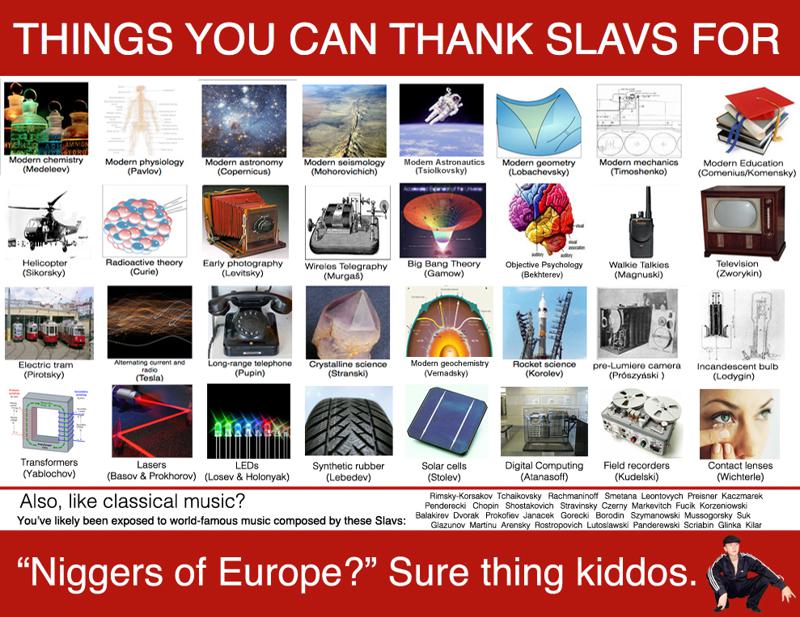 THINGS YOU CAN THANK SLAVS FOR
Modern chemistry
(Medeleev)
Modern physiology
(Pavlov)
Modern astronomy
(Copernicus)
Modern seismology
(Mohorovichich)
Modern Astronautics
(Tsiolkovsky)
Modern geometry
(Lobachevsky)
Modern mechanics
(Timoshenko)
Modern Education
(Comenius/Komensky)
Helicopter
(Sikorsky)
Radioactive theory
(Curie)
Early photography
(Levitsky)
Wireles Telegraphy
(Murgaš)
Big Bang Theory
(Gamow)
Objective Psychology
(Bekhterev)
Walkie Talkies
(Magnuski)
Television
(Zworykin)
Electric tram
(Pirotsky)
Alternating current and
radio
(Tesla)
Long-range telephone
(Pupin)
Crystalline science
(Stranski)
Modern geochemistry
(Vernadsky)
Rocket science
(Korolev)
pre-Lumiere camera
(Prószyński )
Incandescent bulb
(Lodygin)
Transformers
(Yablochov)
Lasers
(Basov & Prokhorov)
LEDs
(Losev & Holonyak)
Synthetic rubber
(Lebedev)
Solar cells
(Stolev)
Digital Computing
(Atanasoff)
Field recorders
(Kudelski)
Contact lenses
(Wichterle)
Also, like classical music?
You've likely been exposed to world-famous music composed by these Slavs:
Rimsky-Korsakov Tchaikovsky Rachmaninoff Smetana Leontovych Preisner Kaczmarek
Penderecki Chopin Shostakovich Stravinsky Czerny Markevitch Fucik Korzeniowski
Balakirev Dvorak Prokofiev Janacek Gorecki Borodin Szymanowski Mussogorsky Suk
Glazunov Martinu Arensky Rostropovich Lutoslawski Panderewski Scriabin Glinka Kilar
“Niggers of Europe?” Sure thing kiddos.